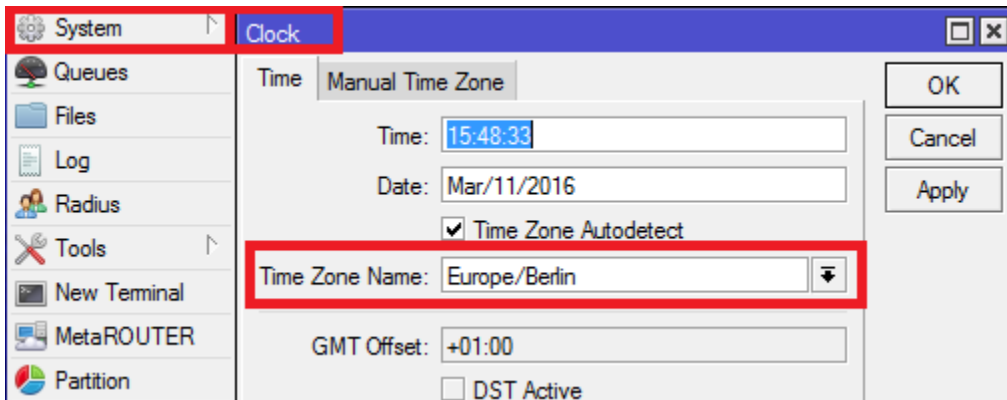 System
Queues
Files
Log
Radius
Tools
New Terminal
MetaROUTER
Partition
Clock
Time
Manual Time Zone
Time: 15:48:33
Date: Mar/11/2016
Time Zone Autodetect
Time Zone Name: Europe/Berlin
GMT Offset: +01:00
DST Active
OK
Cancel
Apply